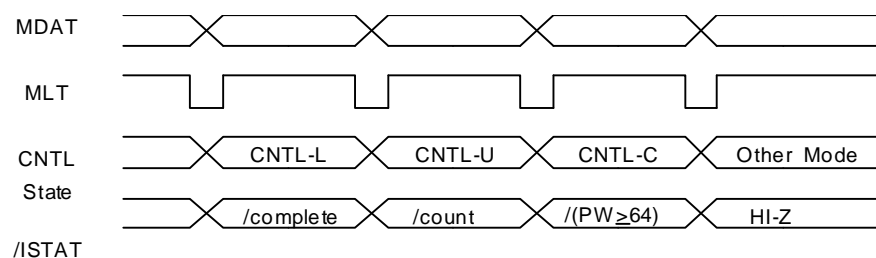 MDAT
MLT
CNTL CNTL-L CNTL-U CNTL-C Other Mode
State
/complete /count /(PW≥64) HI-Z
/ISTAT